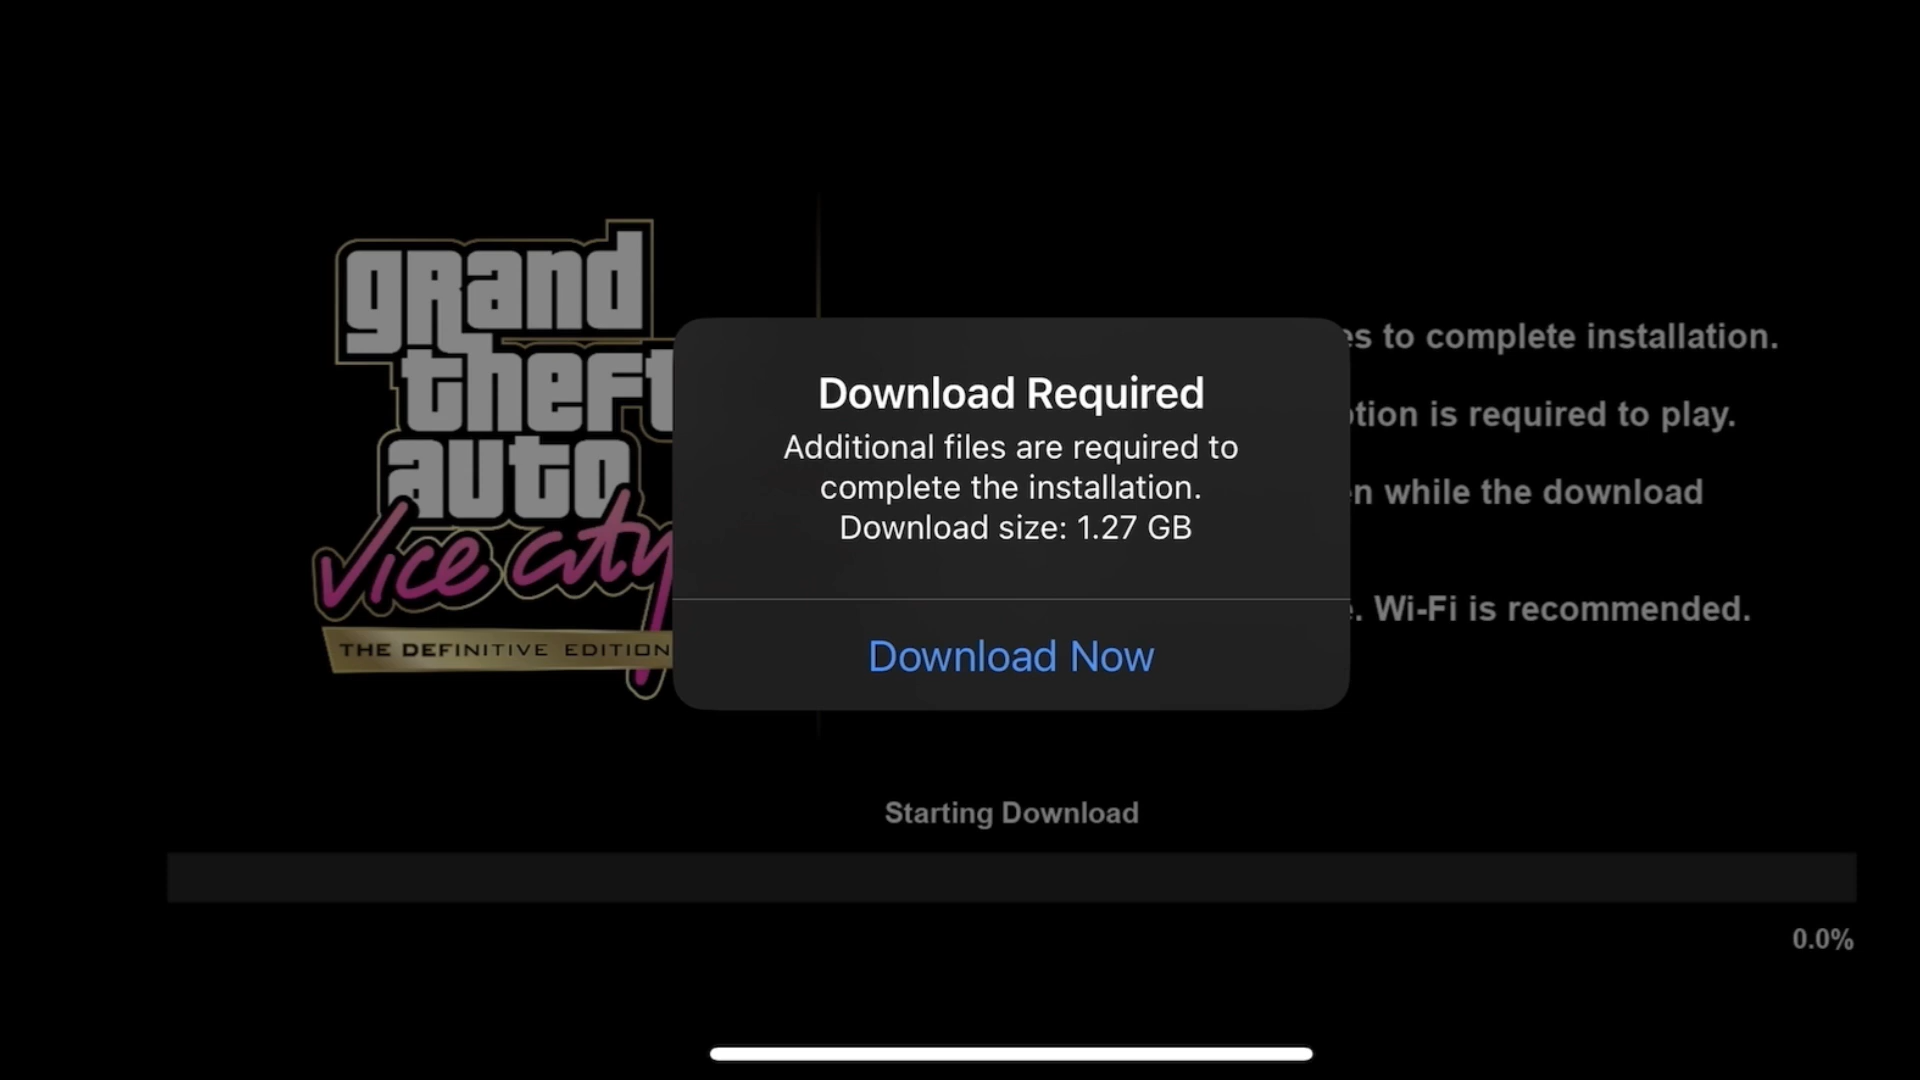 grand
theft
auto
vice city
THE DEFINITIVE EDITION
Download Required
Additional files are required to
complete the installation.
Download size: 1.27 GB
Download Now
to complete installation.
is required to play.
while the download
Wi-Fi is recommended.
Starting Download
0.0%